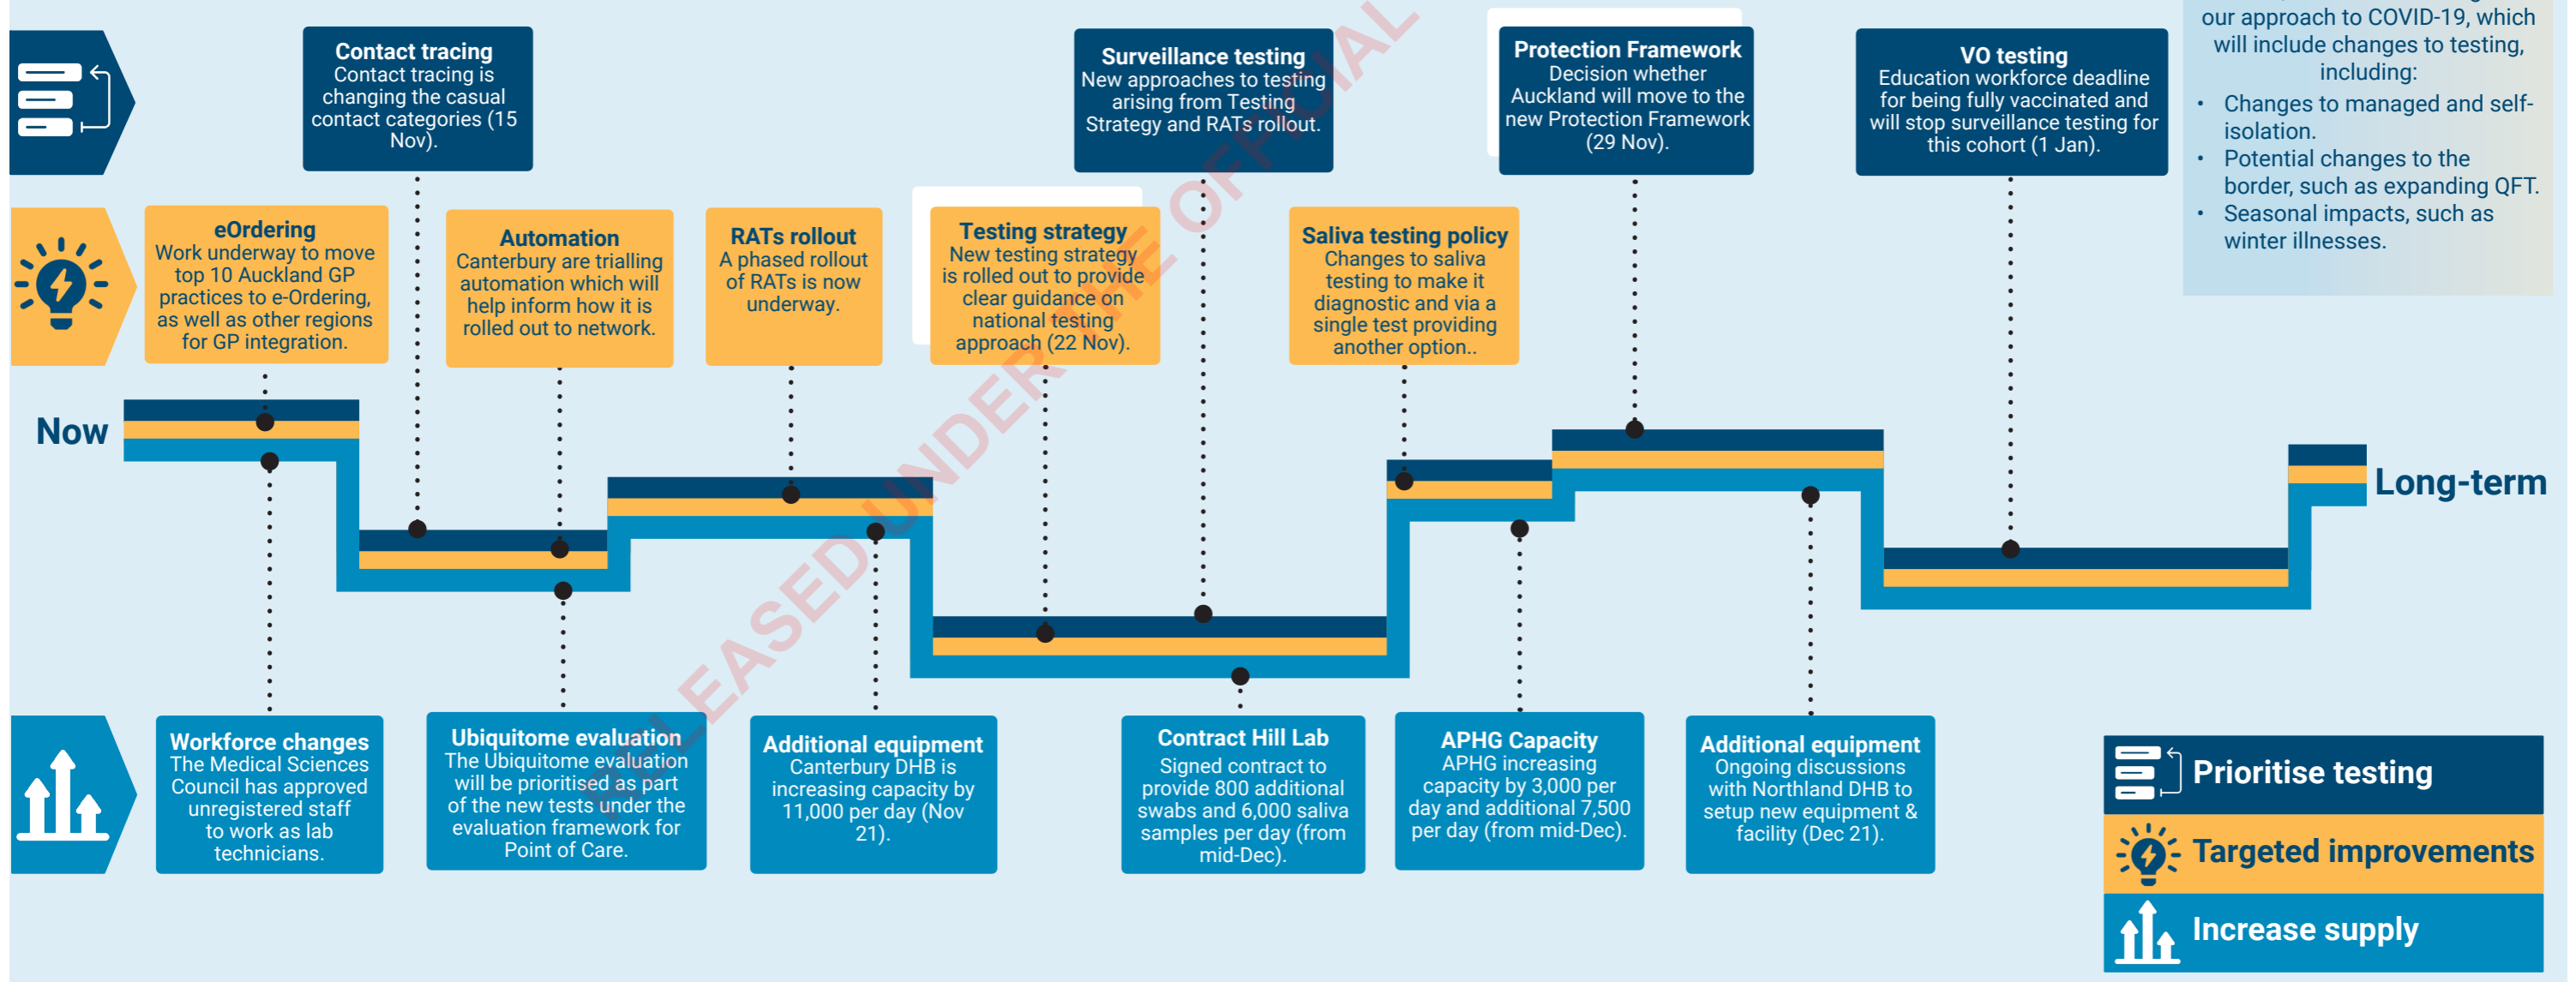 Contact tracing
Contact tracing is
changing the casual
contact categories (15
Nov).
Surveillance testing
New approaches to testing
arising from Testing
Strategy and RATs rollout.
Protection Framework
Decision whether
Auckland will move to the
new Protection Framework
(29 Nov).
VO testing
Education workforce deadline
for being fully vaccinated and
will stop surveillance testing for
this cohort (1 Jan).
our approach to COVID-19, which
will include changes to testing,
including:
• Changes to managed and self-
isolation.
• Potential changes to the
border, such as expanding QFT.
• Seasonal impacts, such as
winter illnesses.
eOrdering
Work underway to move
top 10 Auckland GP
practices to e-Ordering,
as well as other regions
for GP integration.
Automation
Canterbury are trialling
automation which will
help inform how it is
rolled out to network.
RATs rollout
A phased rollout
of RATs is now
underway.
Testing strategy
New testing strategy
is rolled out to provide
clear guidance on
national testing
approach (22 Nov).
Saliva testing policy
Changes to saliva
testing to make it
diagnostic and via a
single test providing
another option..
Now
Long-term
Workforce changes
The Medical Sciences
Council has approved
unregistered staff
to work as lab
technicians.
Ubiquitome evaluation
The Ubiquitome evaluation
will be prioritised as part
of the new tests under the
evaluation framework for
Point of Care.
Additional equipment
Canterbury DHB is
increasing capacity by
11,000 per day (Nov
21).
Contract Hill Lab
Signed contract to
provide 800 additional
swabs and 6,000 saliva
samples per day (from
mid-Dec).
APHG Capacity
APHG increasing
capacity by 3,000 per
day and additional 7,500
per day (from mid-Dec).
Additional equipment
Ongoing discussions
with Northland DHB to
setup new equipment &
facility (Dec 21).
Prioritise testing
Targeted improvements
Increase supply
RELEASED UNDER THE OFFICIAL